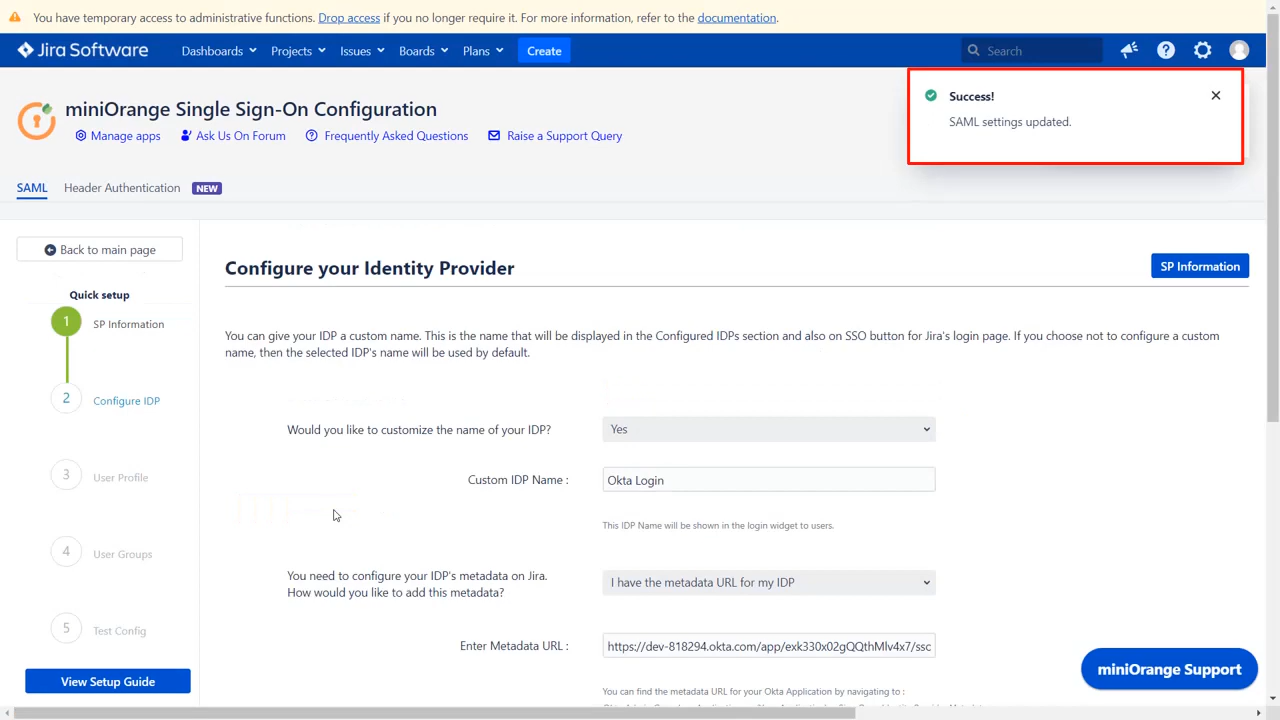 You have temporary access to administrative functions. Drop access if you no longer require it. For more information, refer to the documentation.
Jira Software Dashboards Projects Issues Boards Plans Create Search
miniOrange Single Sign-On Configuration
Manage apps Ask Us On Forum Frequently Asked Questions Raise a Support Query
Success!
SAML settings updated.
SAML Header Authentication NEW
Back to main page
Quick setup
1 SP Information
2 Configure IDP
3 User Profile
4 User Groups
5 Test Config
View Setup Guide
Configure your Identity Provider SP Information
You can give your IDP a custom name. This is the name that will be displayed in the Configured IDPs section and also on SSO button for Jira's login page. If you choose not to configure a custom
name, then the selected IDP's name will be used by default.
Would you like to customize the name of your IDP? Yes
Custom IDP Name : Okta Login
This IDP Name will be shown in the login widget to users.
You need to configure your IDP's metadata on Jira.
How would you like to add this metadata? I have the metadata URL for my IDP
Enter Metadata URL : https://dev-818294.okta.com/app/exk330x02gQQthMlv4x7/ssc
You can find the metadata URL for your Okta Application by navigating to :
miniOrange Support